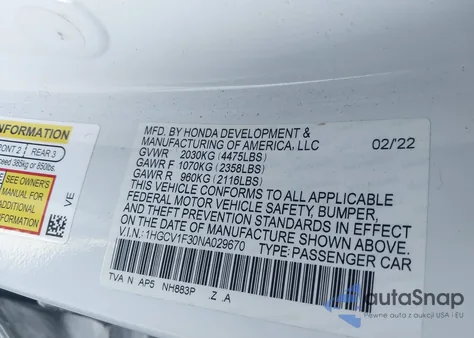 INFORMATION
ONT 2 REAR 3
ceed 385kg or 850lbs.
SEE OWNER'S
MANUAL FOR
ADDITIONAL
INFORMATION
VE
MFD. BY HONDA DEVELOPMENT &
MANUFACTURING OF AMERICA, LLC 02/'22
GVWR 2030KG (4475LBS)
GAWR F 1070KG (2358LBS)
GAWR R 960KG (2116LBS)
THIS VEHICLE CONFORMS TO ALL APPLICABLE
FEDERAL MOTOR VEHICLE SAFETY, BUMPER,
AND THEFT PREVENTION STANDARDS IN EFFECT
ON THE DATE OF MANUFACTURE SHOWN ABOVE.
V.I.N.: 1HGCV1F30NA029670 TYPE: PASSENGER CAR
TVA N AP5 NH883P .Z .A
autoSnap
Pewne auta z aukcji USA i EU